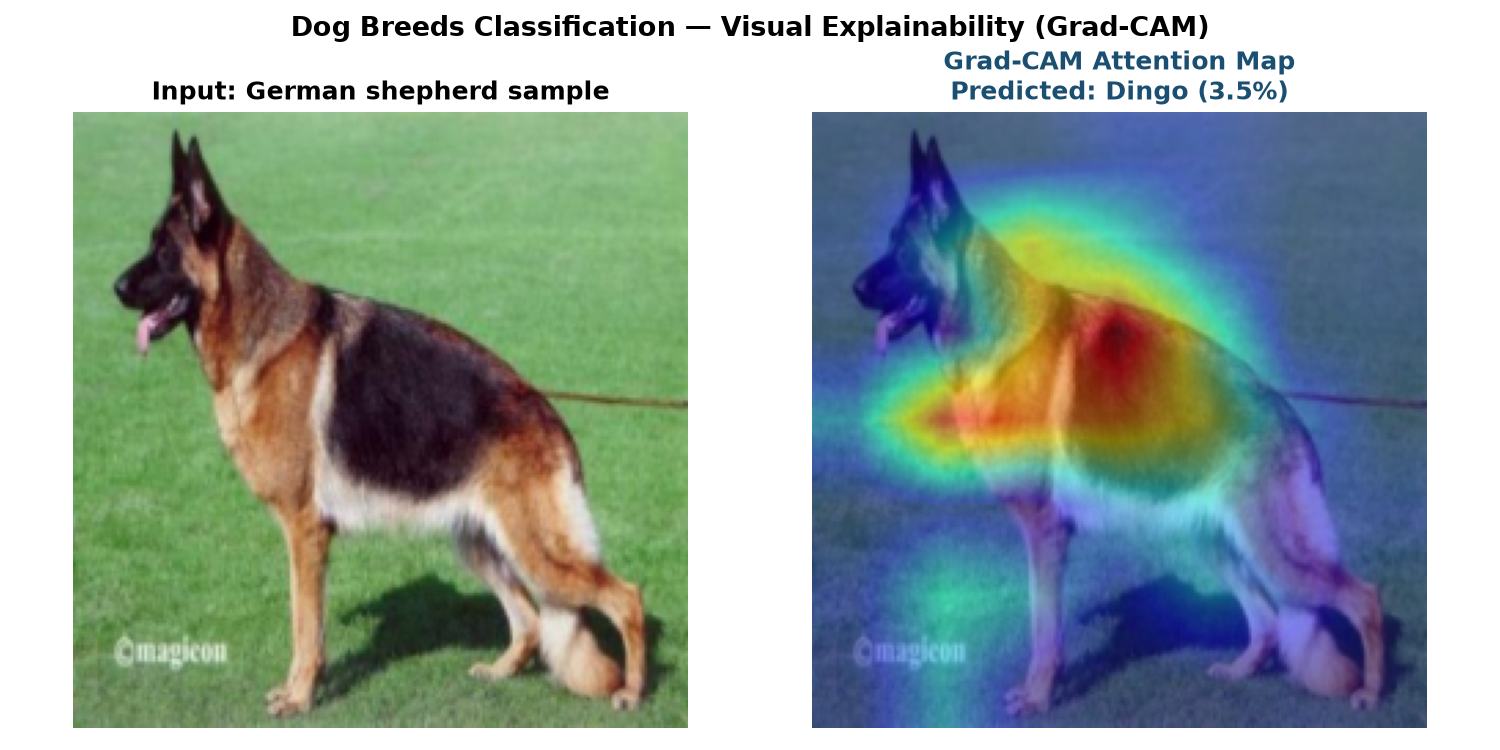 Dog Breeds Classification — Visual Explainability (Grad-CAM)
Input: German shepherd sample
Grad-CAM Attention Map
Predicted: Dingo (3.5%)
©magicon
©magicon